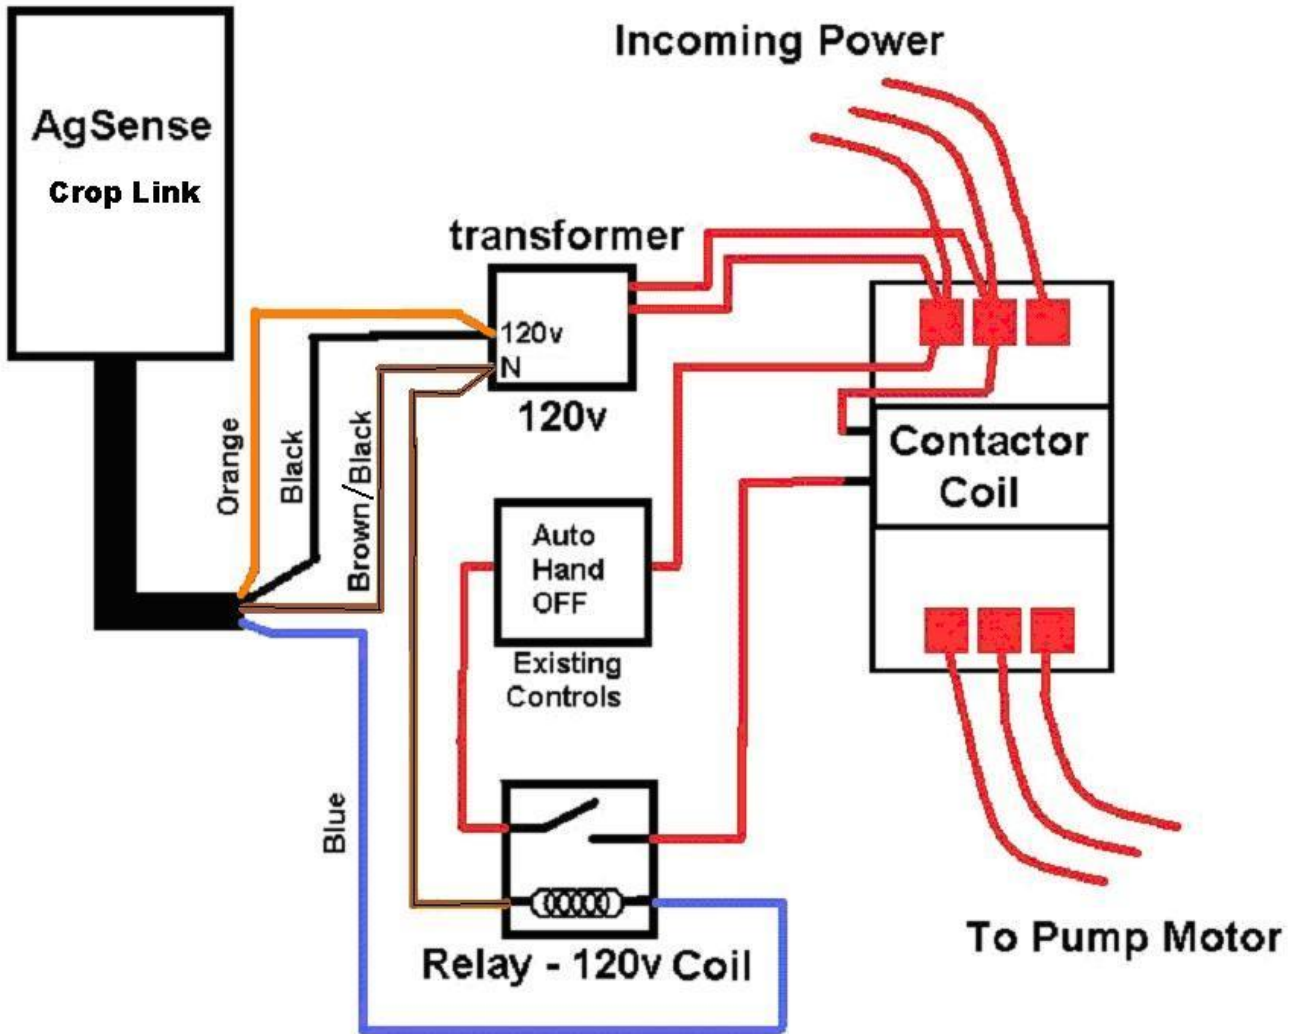 Incoming Power
AgSense
Crop Link
transformer
120v
N
120v
Orange
Black
Brown/Black
Contactor
Coil
Auto
Hand
OFF
Existing
Controls
Blue
Relay - 120v Coil
To Pump Motor